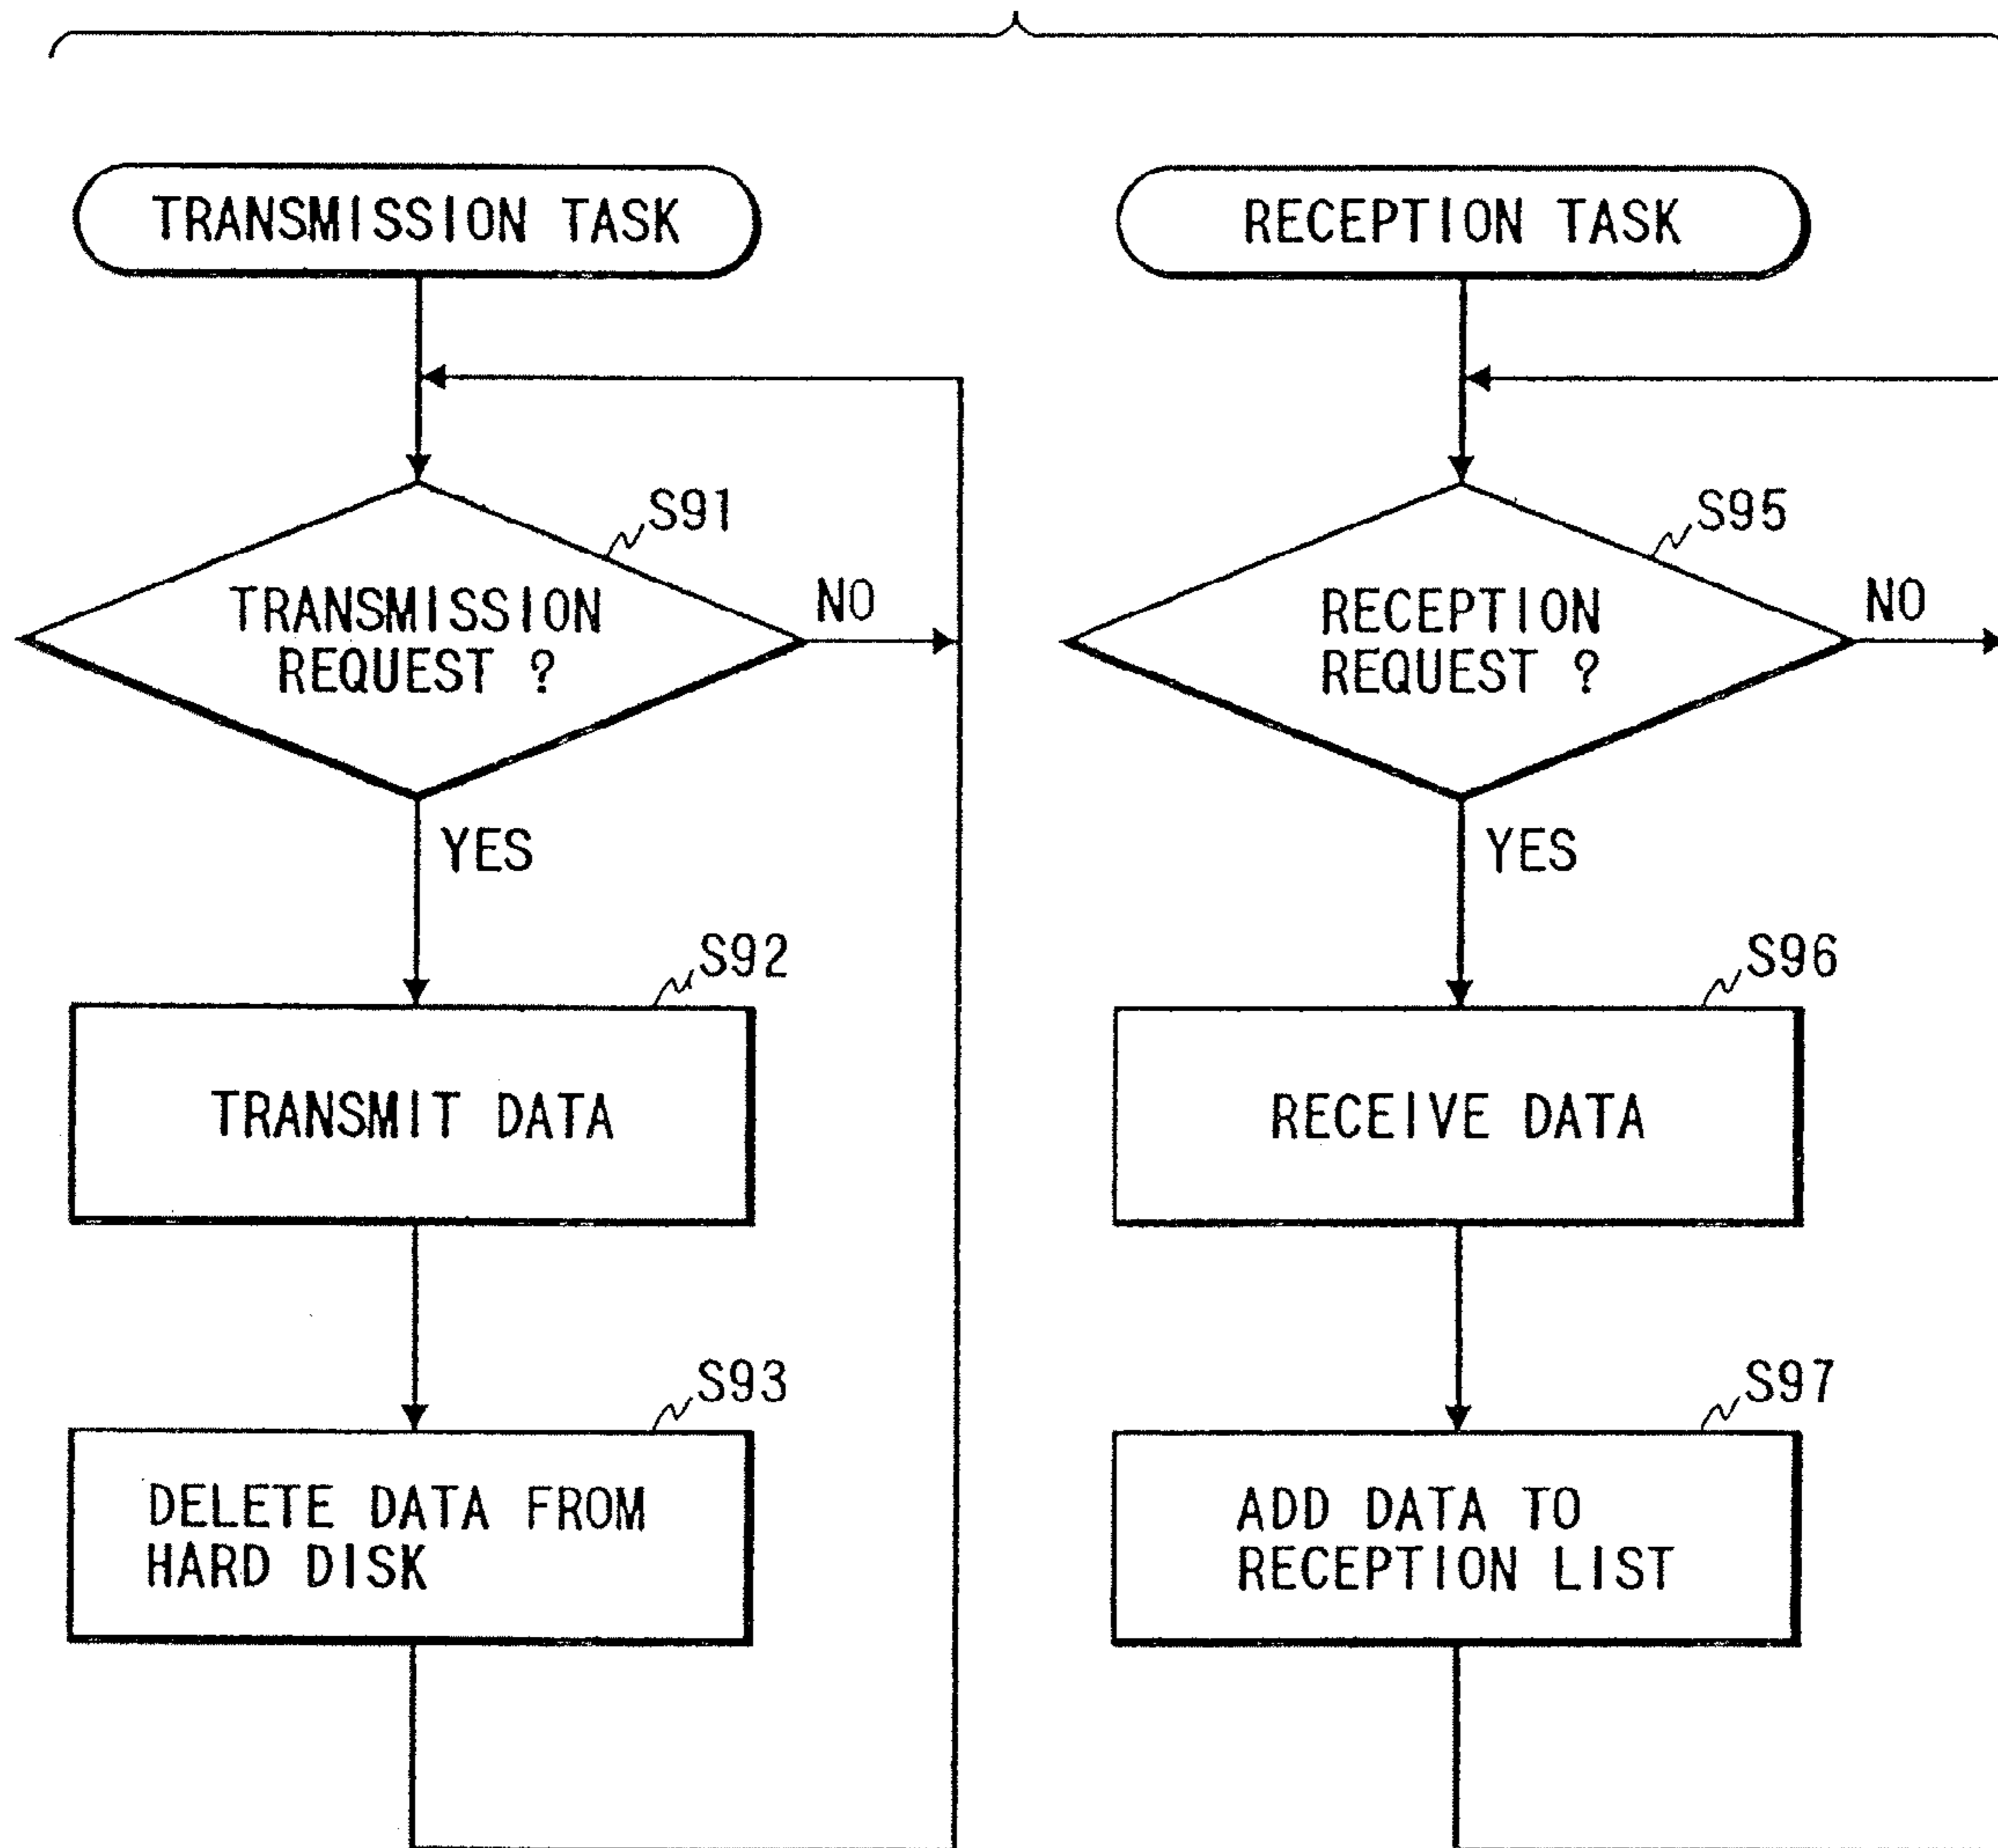 TRANSMISSION TASK
S91
TRANSMISSION
REQUEST ?
NO
YES
S92
TRANSMIT DATA
S93
DELETE DATA FROM
HARD DISK
RECEPTION TASK
S95
RECEPTION
REQUEST ?
NO
YES
S96
RECEIVE DATA
S97
ADD DATA TO
RECEPTION LIST